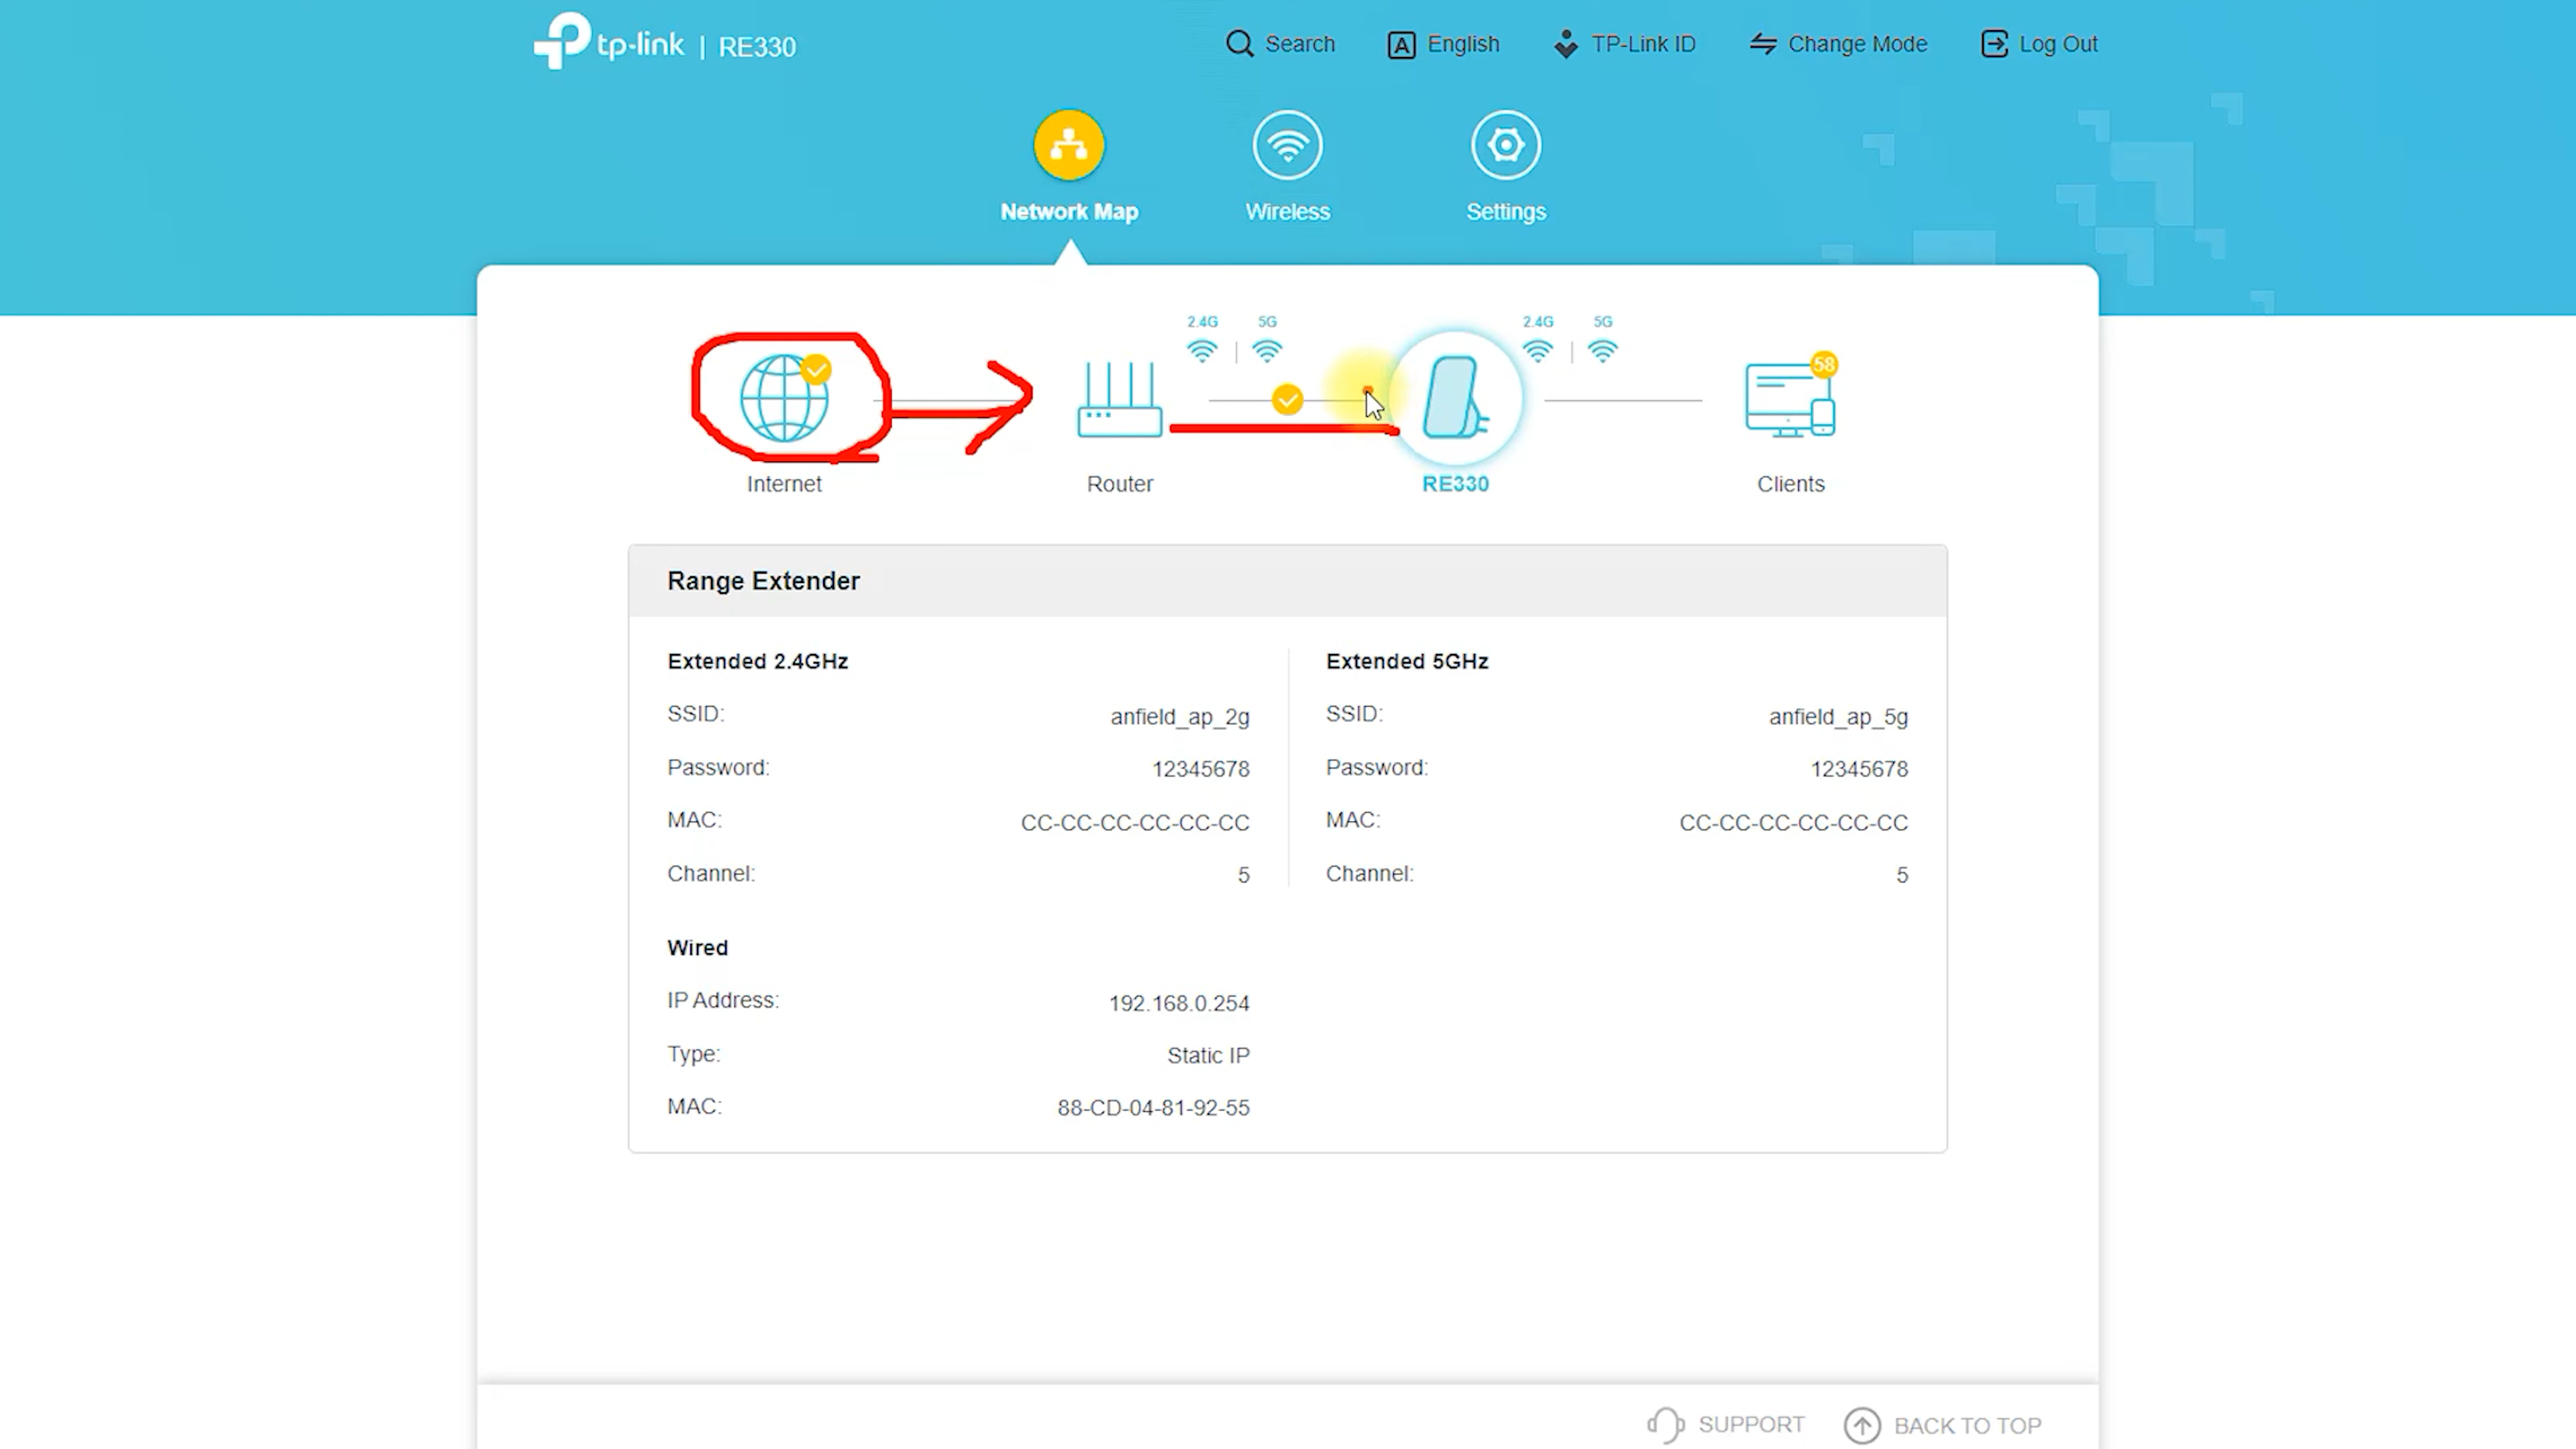 tp-link | RE330
Search A English TP-Link ID Change Mode Log Out
Network Map Wireless Settings
2.4G 5G 2.4G 5G
58
Internet Router RE330 Clients
Range Extender
Extended 2.4GHz Extended 5GHz
SSID: anfield_ap_2g SSID: anfield_ap_5g
Password: 12345678 Password: 12345678
MAC: CC-CC-CC-CC-CC-CC MAC: CC-CC-CC-CC-CC-CC
Channel: 5 Channel: 5
Wired
IP Address: 192.168.0.254
Type: Static IP
MAC: 88-CD-04-81-92-55
SUPPORT BACK TO TOP